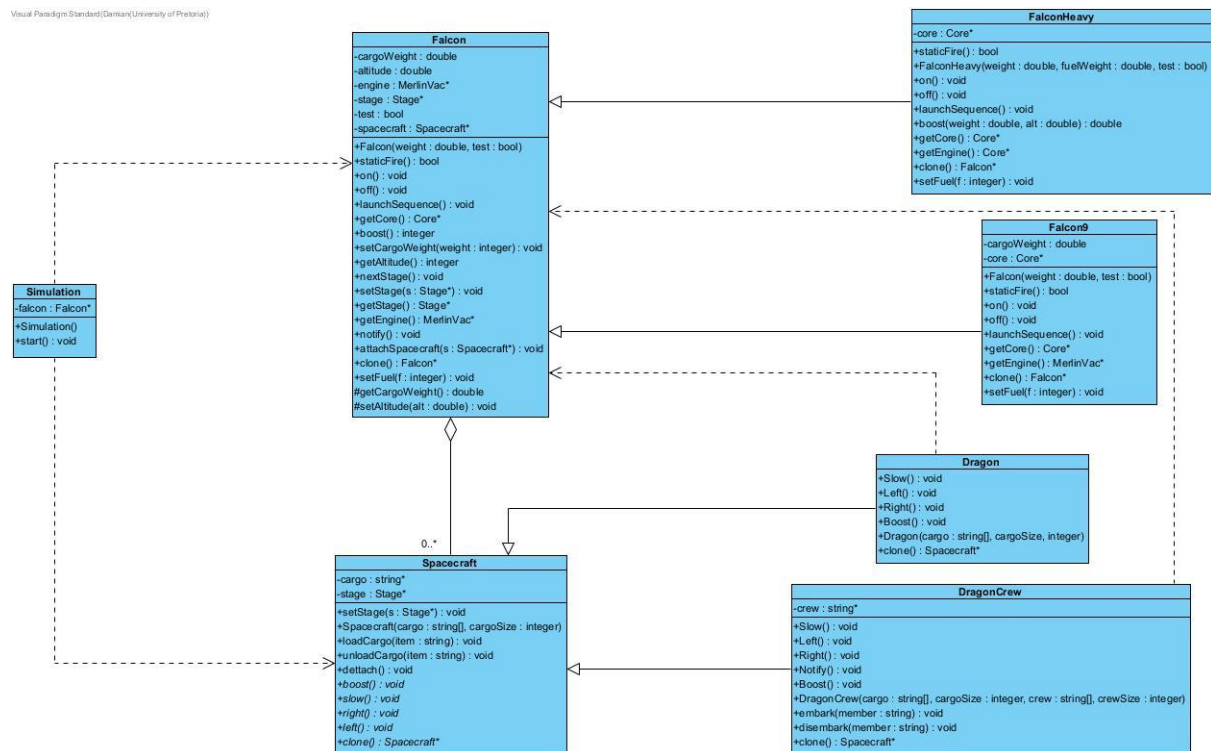 Visual Paradigm Standard(Damian(University of Pretoria))
Falcon
-cargoWeight : double
-altitude : double
-engine : MerlinVac*
-stage : Stage*
-test : bool
-spacecraft : Spacecraft*
+Falcon(weight : double, test : bool)
+staticFire() : bool
+on() : void
+off() : void
+launchSequence() : void
+getCore() : Core*
+boost() : integer
+setCargoWeight(weight : integer) : void
+getAltitude() : integer
+nextStage() : void
+setStage(s : Stage*) : void
+getStage() : Stage*
+getEngine() : MerlinVac*
+notify() : void
+attachSpacecraft(s : Spacecraft*) : void
+clone() : Falcon*
+setFuel(f : integer) : void
#getCargoWeight() : double
#setAltitude(alt : double) : void
FalconHeavy
-core : Core*
+staticFire() : bool
+FalconHeavy(weight : double, fuelWeight : double, test : bool)
+on() : void
+off() : void
+launchSequence() : void
+boost(weight : double, alt : double) : double
+getCore() : Core*
+getEngine() : Core*
+clone() : Falcon*
+setFuel(f : integer) : void
Falcon9
-cargoWeight : double
-core : Core*
+Falcon(weight : double, test : bool)
+staticFire() : bool
+on() : void
+off() : void
+launchSequence() : void
+getCore() : Core*
+getEngine() : MerlinVac*
+clone() : Falcon*
+setFuel(f : integer) : void
Simulation
-falcon : Falcon*
+Simulation()
+start() : void
Dragon
+Slow() : void
+Left() : void
+Right() : void
+Boost() : void
+Dragon(cargo : string[], cargoSize, integer)
+clone() : Spacecraft*
0..*
Spacecraft
-cargo : string*
-stage : Stage*
+setStage(s : Stage*) : void
+Spacecraft(cargo : string[], cargoSize : integer)
+loadCargo(item : string) : void
+unloadCargo(item : string) : void
+dettach() : void
+boost() : void
+slow() : void
+right() : void
+left() : void
+clone() : Spacecraft*
DragonCrew
-crew : string*
+Slow() : void
+Left() : void
+Right() : void
+Notify() : void
+Boost() : void
+DragonCrew(cargo : string[], cargoSize : integer, crew : string[], crewSize : integer)
+embark(member : string) : void
+disembark(member : string) : void
+clone() : Spacecraft*